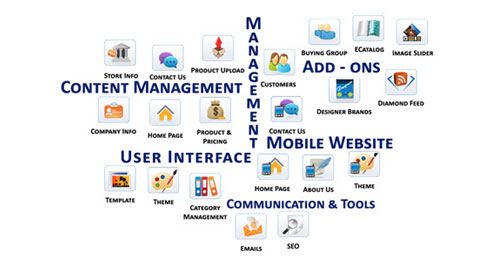 MANAGEMENT
BUYING GROUP
ECATALOG
IMAGE SLIDER
STORE INFO
CONTACT US
PRODUCT UPLOAD
CUSTOMERS
ADD - ONS
CONTENT MANAGEMENT
DESIGNER BRANDS
DIAMOND FEED
COMPANY INFO
HOME PAGE
PRODUCT &
PRICING
CONTACT US
MOBILE WEBSITE
USER INTERFACE
HOME PAGE
ABOUT US
THEME
TEMPLATE
THEME
CATEGORY
MANAGEMENT
COMMUNICATION & TOOLS
EMAILS
SEO